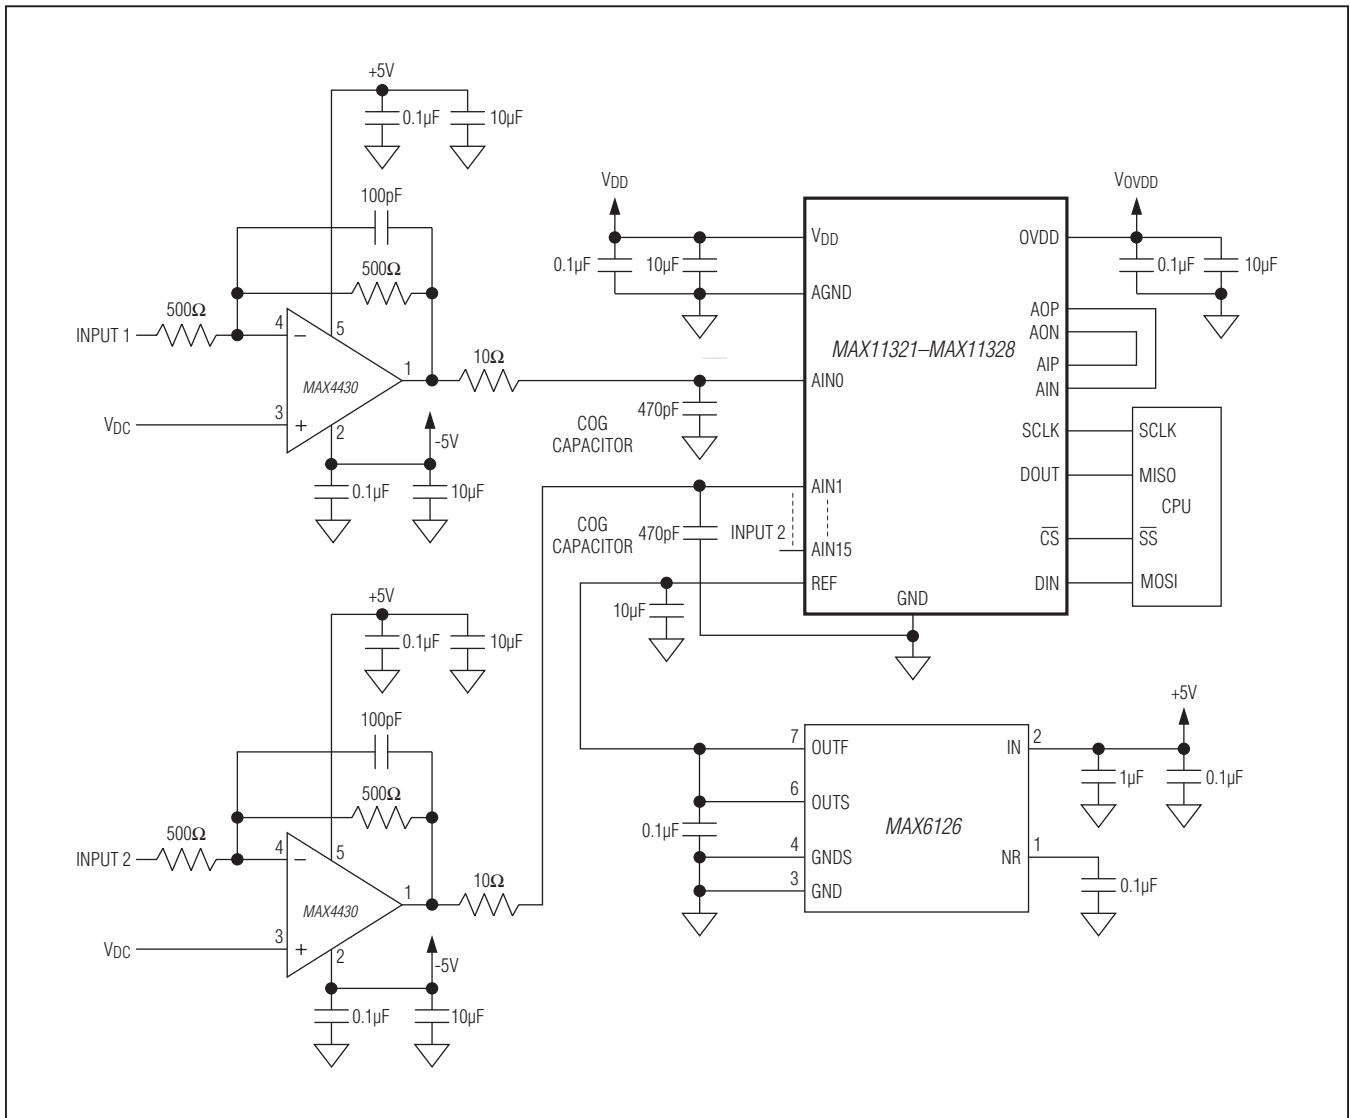 +5V
0.1µF
10µF
100pF
500Ω
500Ω
INPUT 1
4
–
5
MAX4430
1
10Ω
3
+
2
VDC
-5V
0.1µF
10µF
COG
CAPACITOR
470pF
VDD
0.1µF
10µF
VDD
AGND
AIN0
AIN1
INPUT 2
AIN15
REF
GND
MAX11321–MAX11328
OVDD
AOP
AON
AIP
AIN
SCLK
DOUT
CS
DIN
VOVDD
0.1µF
10µF
SCLK
MISO
CPU
SS
MOSI
COG
CAPACITOR
470pF
10µF
+5V
0.1µF
10µF
100pF
500Ω
500Ω
INPUT 2
4
–
5
MAX4430
1
10Ω
3
+
2
VDC
-5V
0.1µF
10µF
7
OUTF
6
OUTS
0.1µF
4
GNDS
3
GND
MAX6126
IN
2
NR
1
+5V
1µF
0.1µF
0.1µF